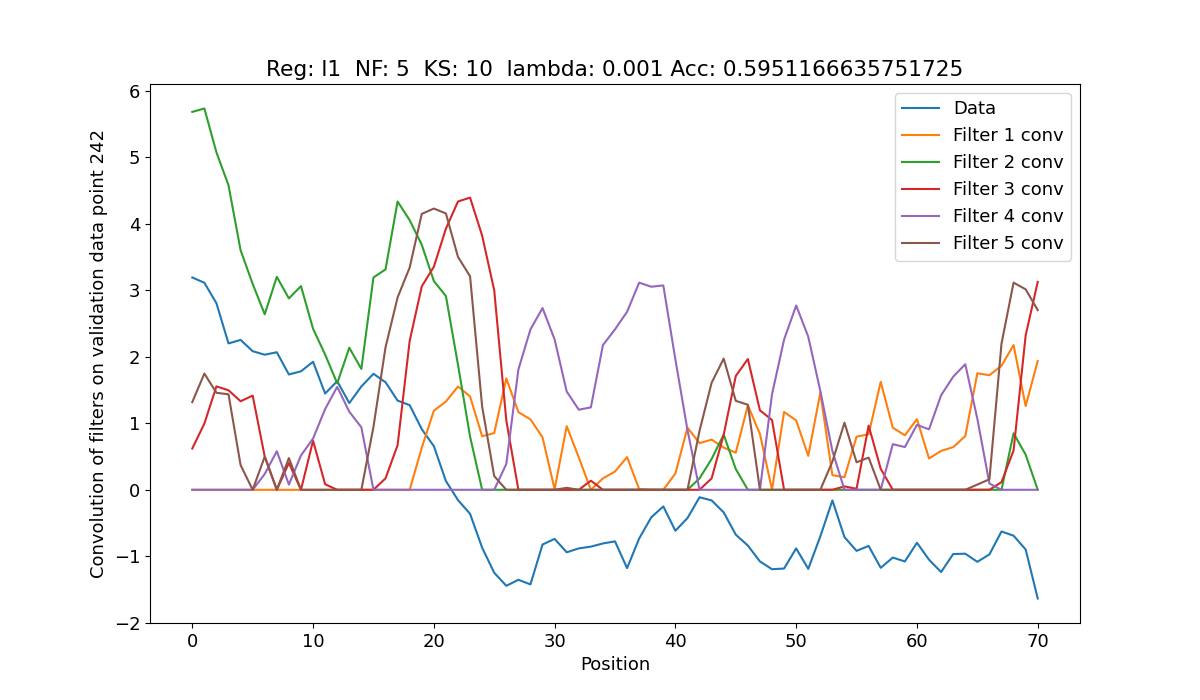 Reg: l1  NF: 5  KS: 10  lambda: 0.001 Acc: 0.5951166635751725
Convolution of filters on validation data point 242
6
5
4
3
2
1
0
−1
−2
0 10 20 30 40 50 60 70
Position
Data
Filter 1 conv
Filter 2 conv
Filter 3 conv
Filter 4 conv
Filter 5 conv